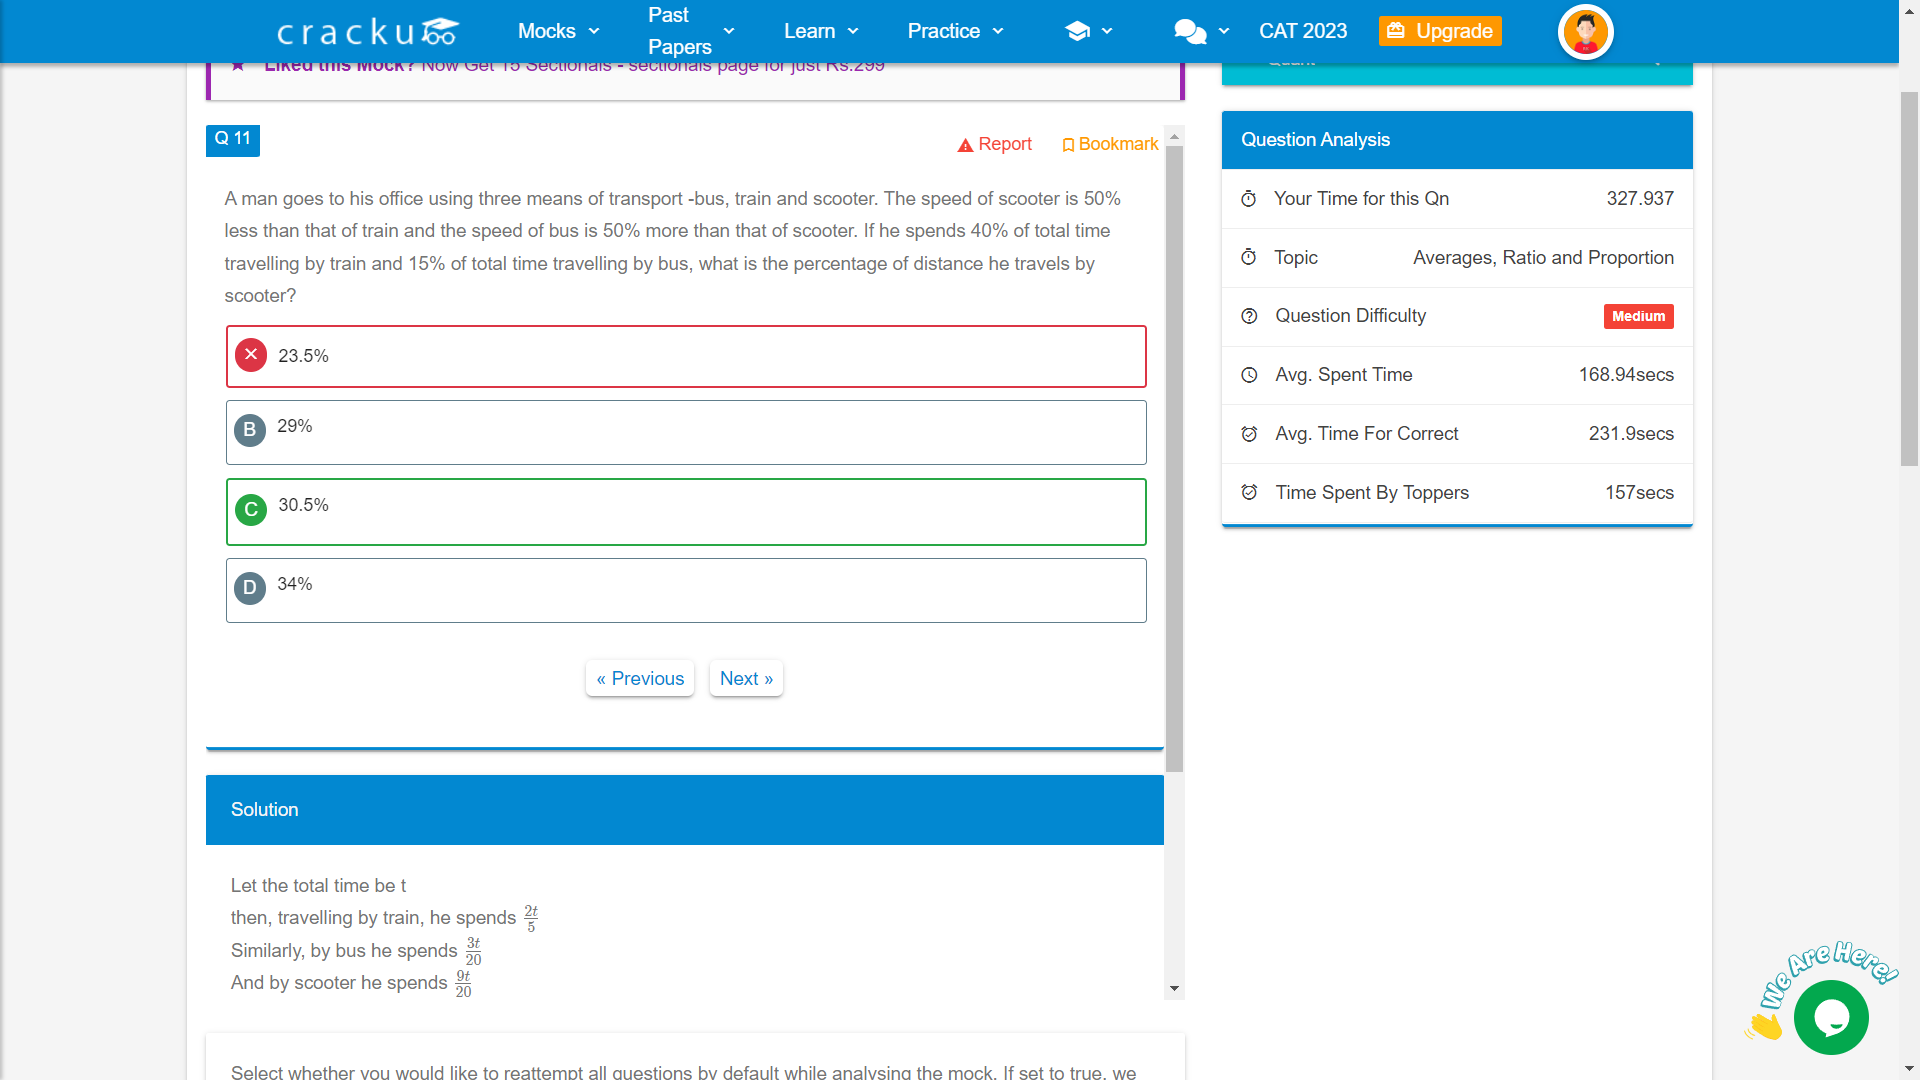 cracku
Mocks
Past
Papers
Learn
Practice
CAT 2023
Upgrade
Liked this Mock? Now Get 15 Sectionals - sectionals page for just Rs.299
Quant
Q 11
Report
Bookmark
A man goes to his office using three means of transport -bus, train and scooter. The speed of scooter is 50%
less than that of train and the speed of bus is 50% more than that of scooter. If he spends 40% of total time
travelling by train and 15% of total time travelling by bus, what is the percentage of distance he travels by
scooter?
23.5%
B 29%
C 30.5%
D 34%
« Previous
Next »
Solution
Let the total time be t
then, travelling by train, he spends 2t/5
Similarly, by bus he spends 3t/20
And by scooter he spends 9t/20
Select whether you would like to reattempt all questions by default while analysing the mock. If set to true, we
Question Analysis
Your Time for this Qn 327.937
Topic Averages, Ratio and Proportion
Question Difficulty Medium
Avg. Spent Time 168.94secs
Avg. Time For Correct 231.9secs
Time Spent By Toppers 157secs
We Are Here!